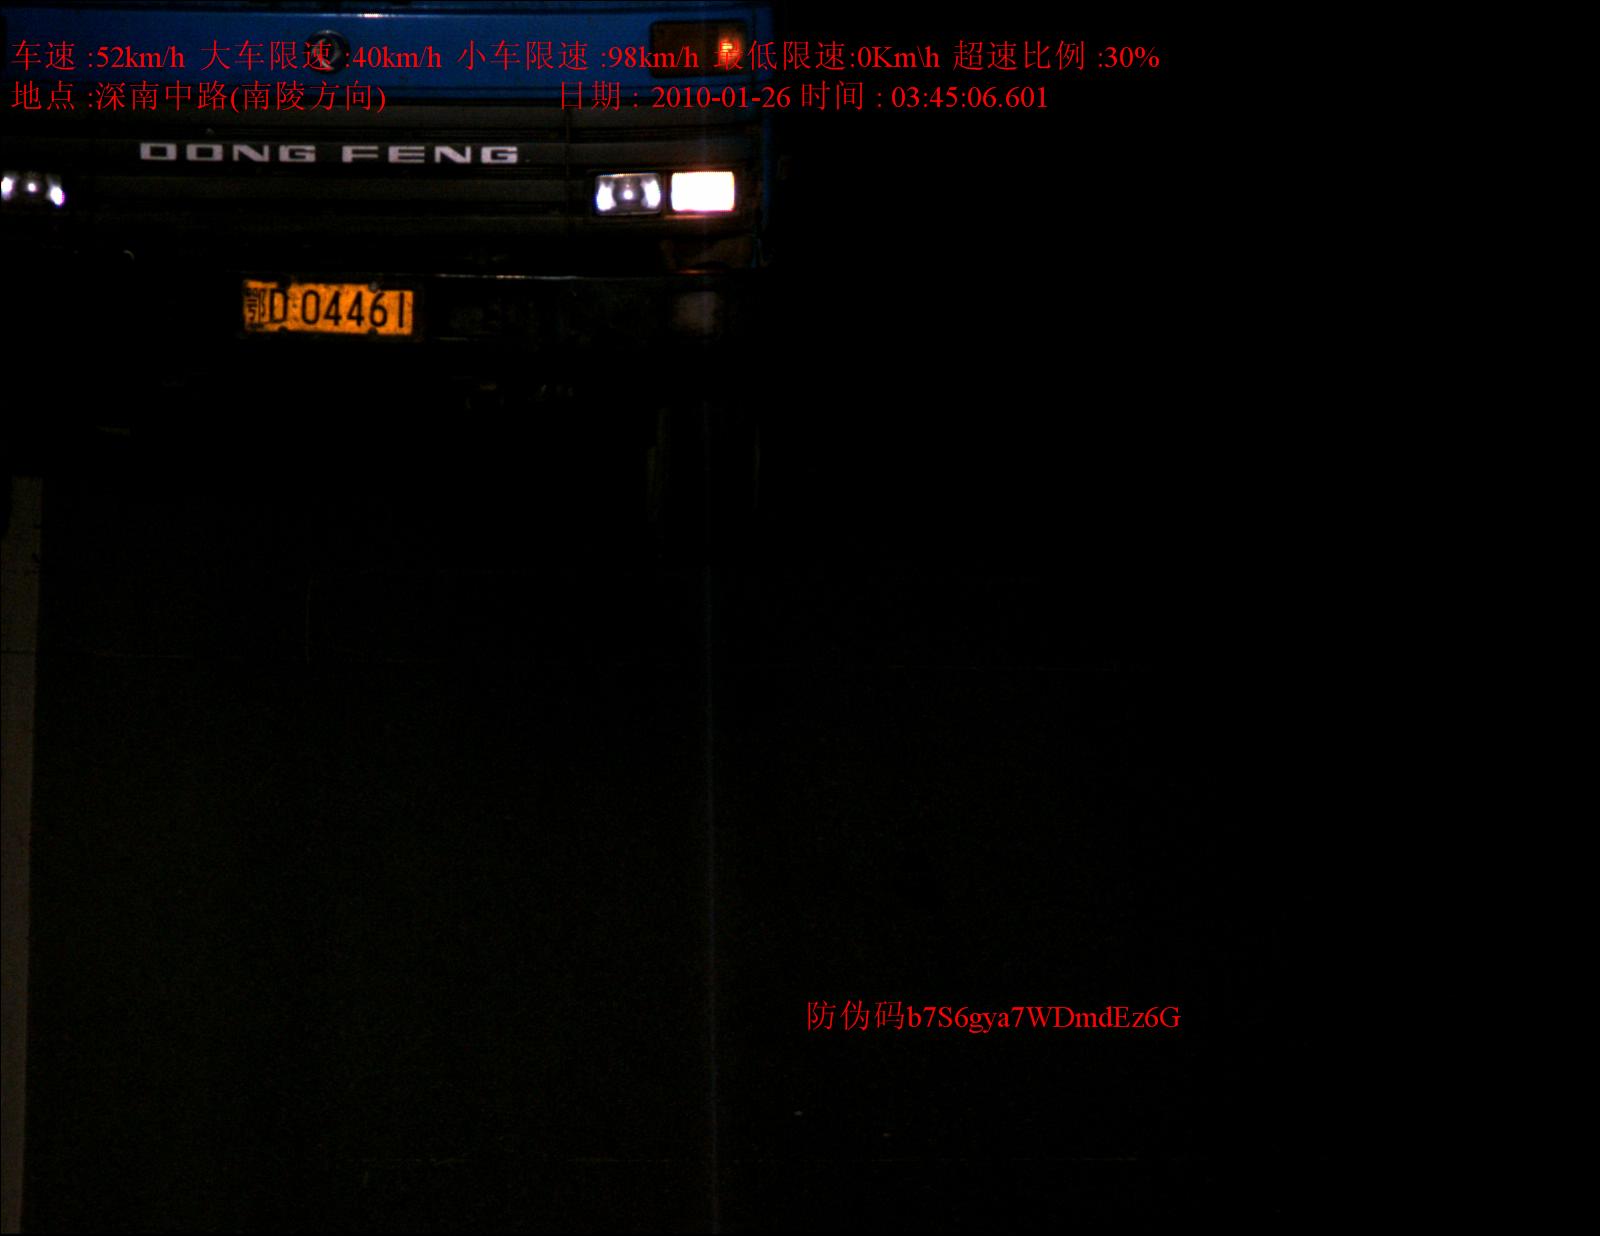 车速 :52km/h 大车限速 :40km/h 小车限速 :98km/h 最低限速:0Km\h 超速比例 :30%
地点 :深南中路(南陵方向) 日期 : 2010-01-26 时间 : 03:45:06.601
DONG FENG
鄂D·04461
防伪码b7S6gya7WDmdEz6G